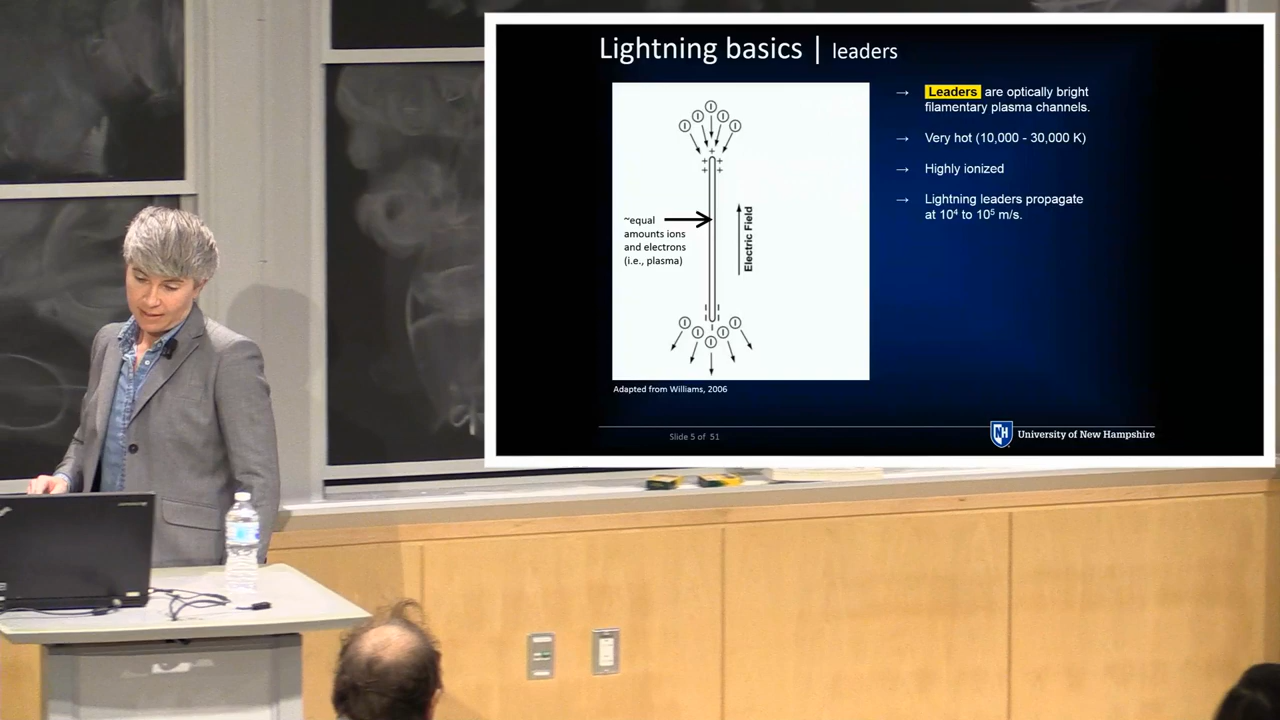 Lightning basics | leaders
→ Leaders are optically bright
filamentary plasma channels.
→ Very hot (10,000 - 30,000 K)
→ Highly ionized
→ Lightning leaders propagate
at 10⁴ to 10⁵ m/s.
~equal
amounts ions
and electrons
(i.e., plasma)
Electric Field
Adapted from Williams, 2006
Slide 5 of 51
NH
University of New Hampshire